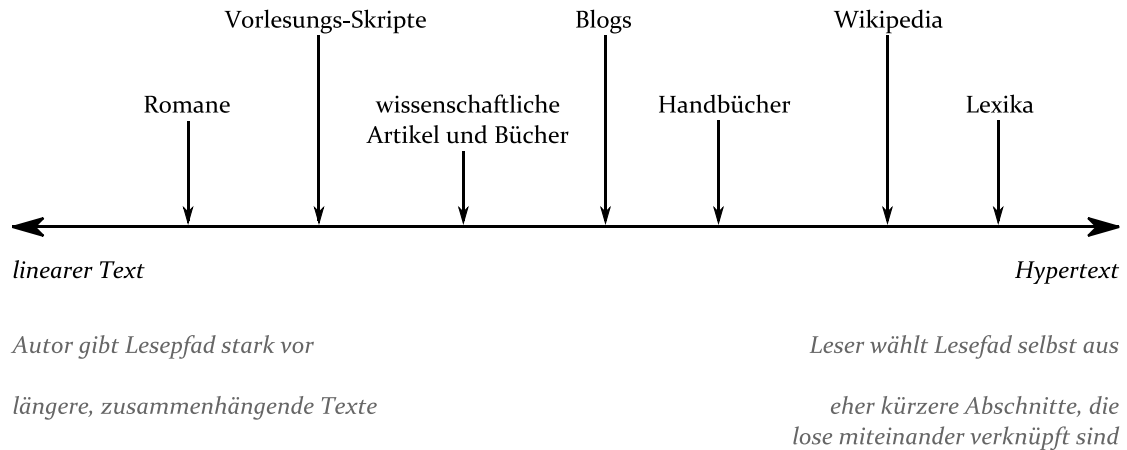 Vorlesungs-Skripte
Blogs
Wikipedia
Romane
wissenschaftliche
Artikel und Bücher
Handbücher
Lexika
linearer Text
Hypertext
Autor gibt Lesepfad stark vor
Leser wählt Lesefad selbst aus
längere, zusammenhängende Texte
eher kürzere Abschnitte, die
lose miteinander verknüpft sind